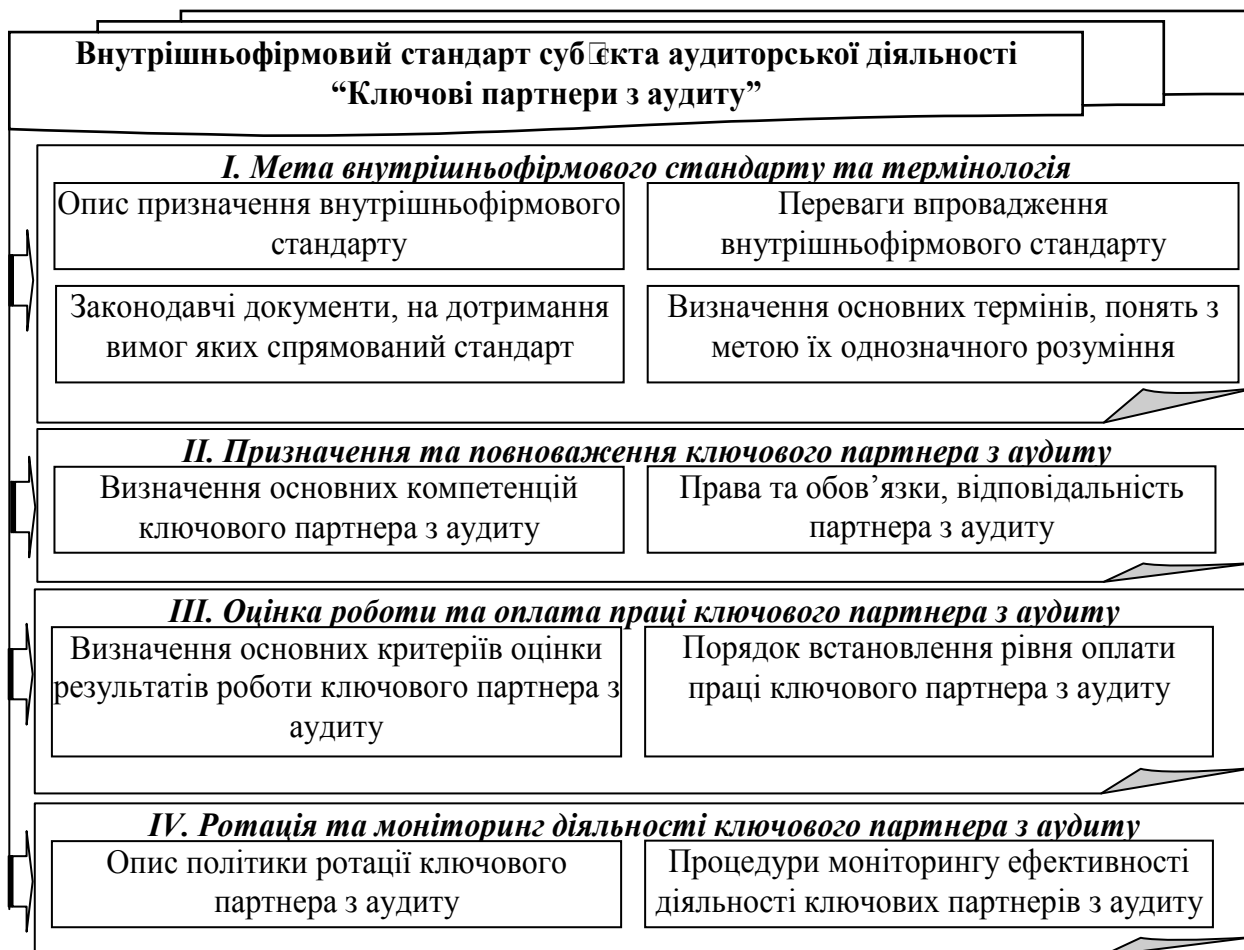 Внутрішньофірмовий стандарт суб□єкта аудиторської діяльності
“Ключові партнери з аудиту”
I. Мета внутрішньофірмового стандарту та термінологія
Опис призначення внутрішньофірмового
стандарту
Переваги впровадження
внутрішньофірмового стандарту
Законодавчі документи, на дотримання
вимог яких спрямований стандарт
Визначення основних термінів, понять з
метою їх однозначного розуміння
II. Призначення та повноваження ключового партнера з аудиту
Визначення основних компетенцій
ключового партнера з аудиту
Права та обов’язки, відповідальність
партнера з аудиту
III. Оцінка роботи та оплата праці ключового партнера з аудиту
Визначення основних критеріїв оцінки
результатів роботи ключового партнера з
аудиту
Порядок встановлення рівня оплати
праці ключового партнера з аудиту
IV. Ротація та моніторинг діяльності ключового партнера з аудиту
Опис політики ротації ключового
партнера з аудиту
Процедури моніторингу ефективності
діяльності ключових партнерів з аудиту